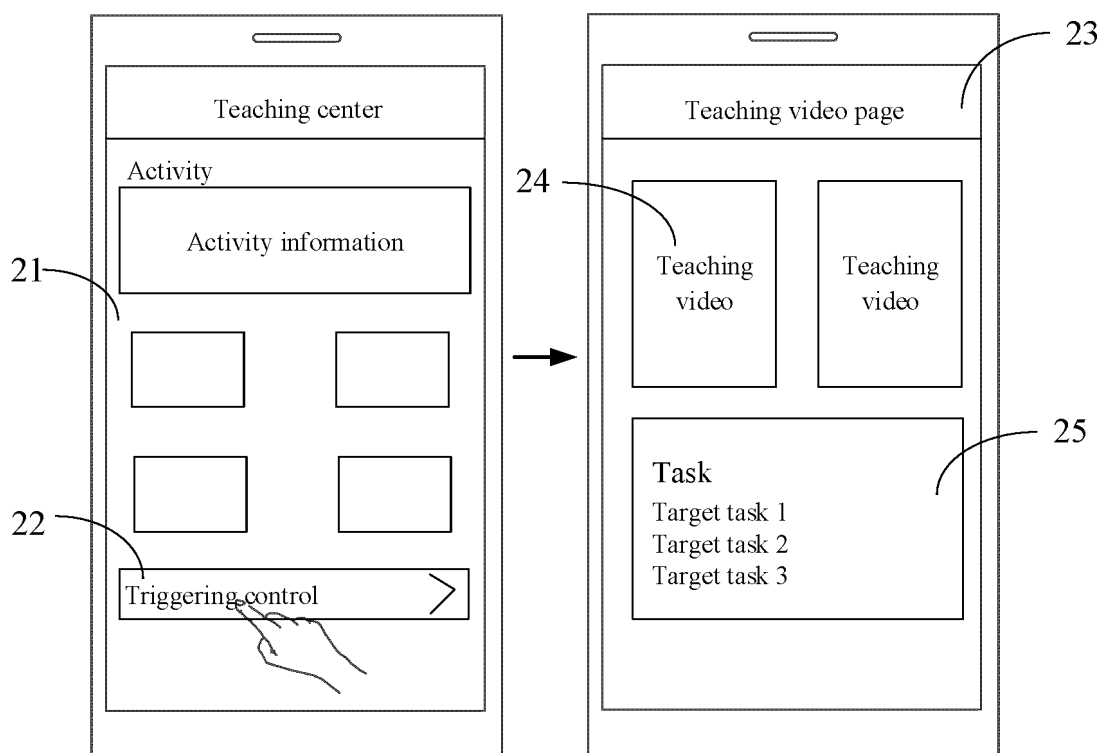 Teaching center
Activity
Activity information
21
22
Triggering control
23
Teaching video page
24
Teaching
video
Teaching
video
25
Task
Target task 1
Target task 2
Target task 3